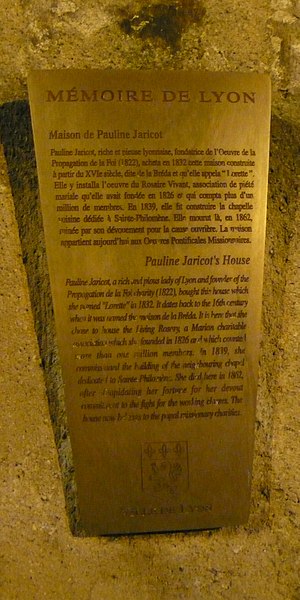 MÉMOIRE DE LYON
Maison de Pauline Jaricot
Pauline Jaricot, riche et pieuse lyonnaise, fondatrice de l'Oeuvre de la
Propagation de la Foi (1822), acheta en 1832 cette maison construite
à partir du XVIe siècle, dite de la Bréda et qu'elle appela "Lorette".
Elle y installa l'oeuvre du Rosaire Vivant, association de piété
mariale qu'elle avait fondée en 1826 et qui compta plus d'un
million de membres. En 1839, elle fit construire la chapelle
voisine dédiée à Sainte-Philomène. Elle mourut là, en 1862,
ruinée par son dévouement pour la cause ouvrière. La maison
appartient aujourd'hui aux Oeuvres Pontificales Missionnaires.
Pauline Jaricot's House
Pauline Jaricot, a rich and pious lady of Lyon and founder of the
Propagation de la Foi charity (1822), bought this house which
she named "Lorette" in 1832. It dates back to the 16th century
when it was named the maison de la Bréda. It is here that she
chose to house the Living Rosary, a Marian charitable
association which she founded in 1826 and which counted
more than one million members. In 1839, she
commissioned the building of the neighbouring chapel
dedicated to Sainte Philomène. She died here in 1862,
after dilapidating her fortune for her devout
commitment to the fight for the working classes. The
house now belongs to the papal missionary charities.
VILLE DE LYON